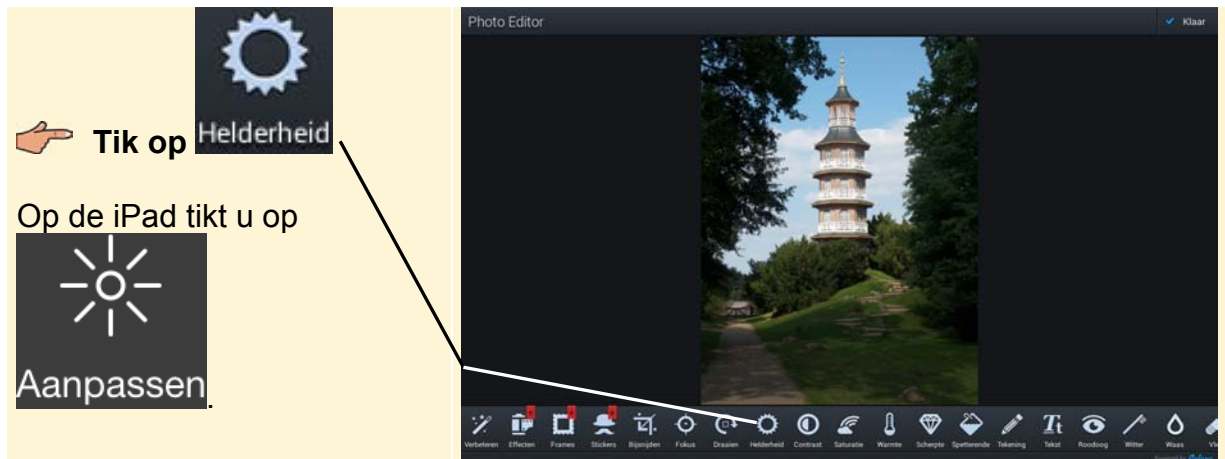 Photo Editor
Klaar
Helderheid
Tik op
Op de iPad tikt u op
Aanpassen.
Verbeteren Effecten Frames Stickers Bijsnijden Fokus Draaien Helderheid Contrast Saturatie Warmte Scherpte Spetterende Tekening Tekst Roodoog Witter Waas
Tt